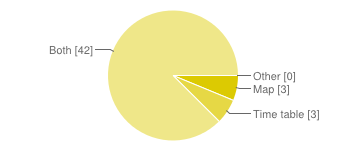 Both [42]
Other [0]
Map [3]
Time table [3]